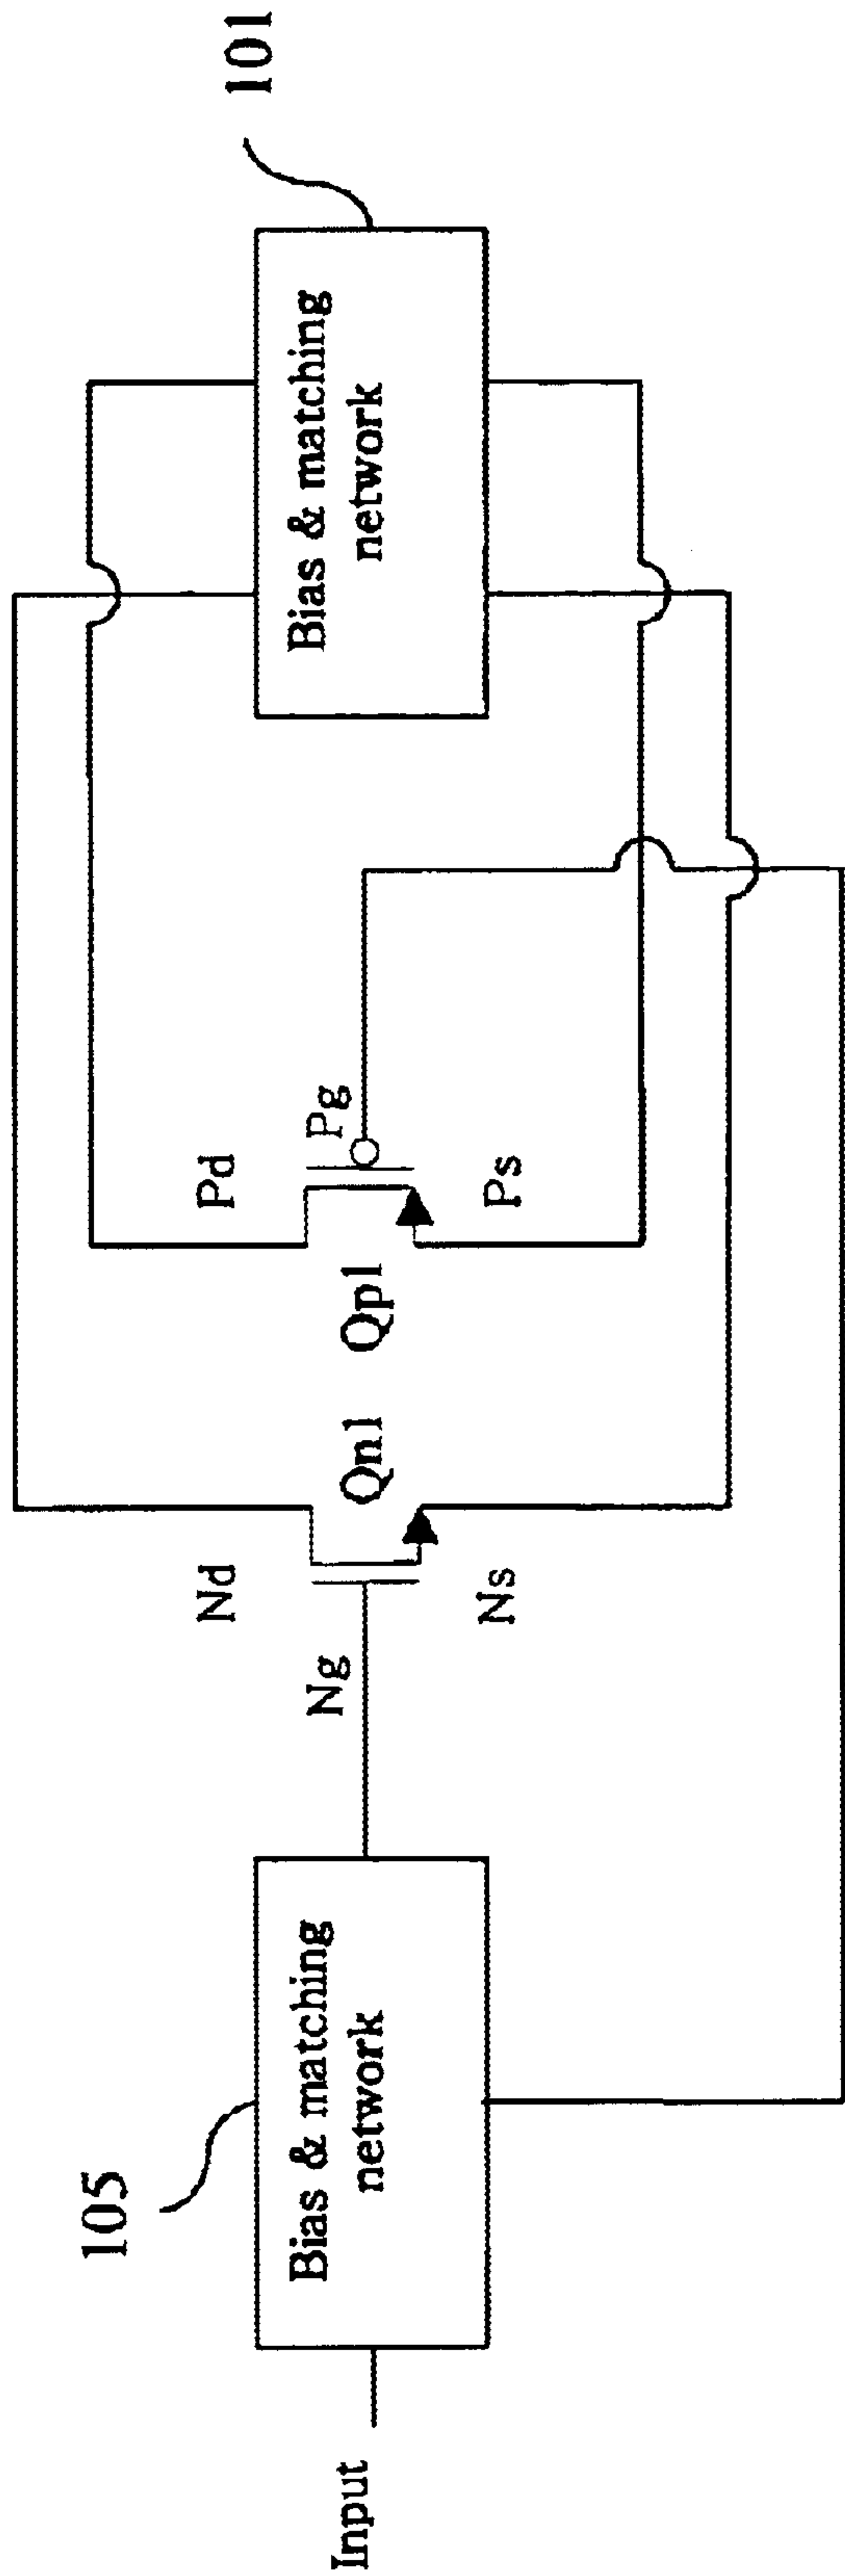 105
101
Input
Bias & matching
network
Ng
Nd
Ns
Qn1
Qp1
Pd
Pg
Ps
Bias & matching
network